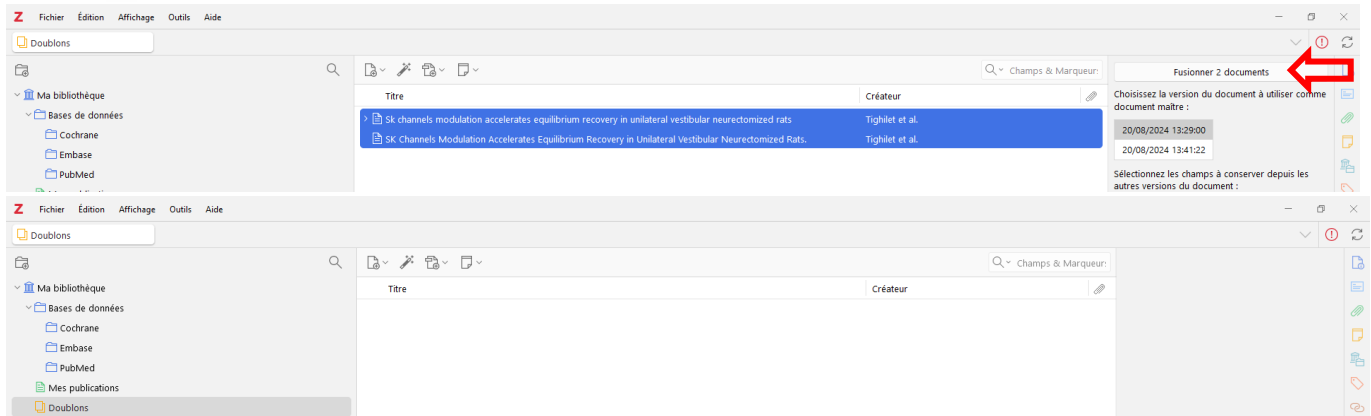 Z Fichier Édition Affichage Outils Aide
Doublons
Champs & Marqueur:
Fusionner 2 documents
Ma bibliothèque
Titre Créateur
Choisissez la version du document à utiliser comme
document maître :
Bases de données
Sk channels modulation accelerates equilibrium recovery in unilateral vestibular neurectomized rats Tighilet et al.
20/08/2024 13:29:00
Cochrane
SK Channels Modulation Accelerates Equilibrium Recovery in Unilateral Vestibular Neurectomized Rats. Tighilet et al.
20/08/2024 13:41:22
Embase
PubMed
Sélectionnez les champs à conserver depuis les
autres versions du document :
Z Fichier Édition Affichage Outils Aide
Doublons
Champs & Marqueur:
Ma bibliothèque
Titre Créateur
Bases de données
Cochrane
Embase
PubMed
Mes publications
Doublons